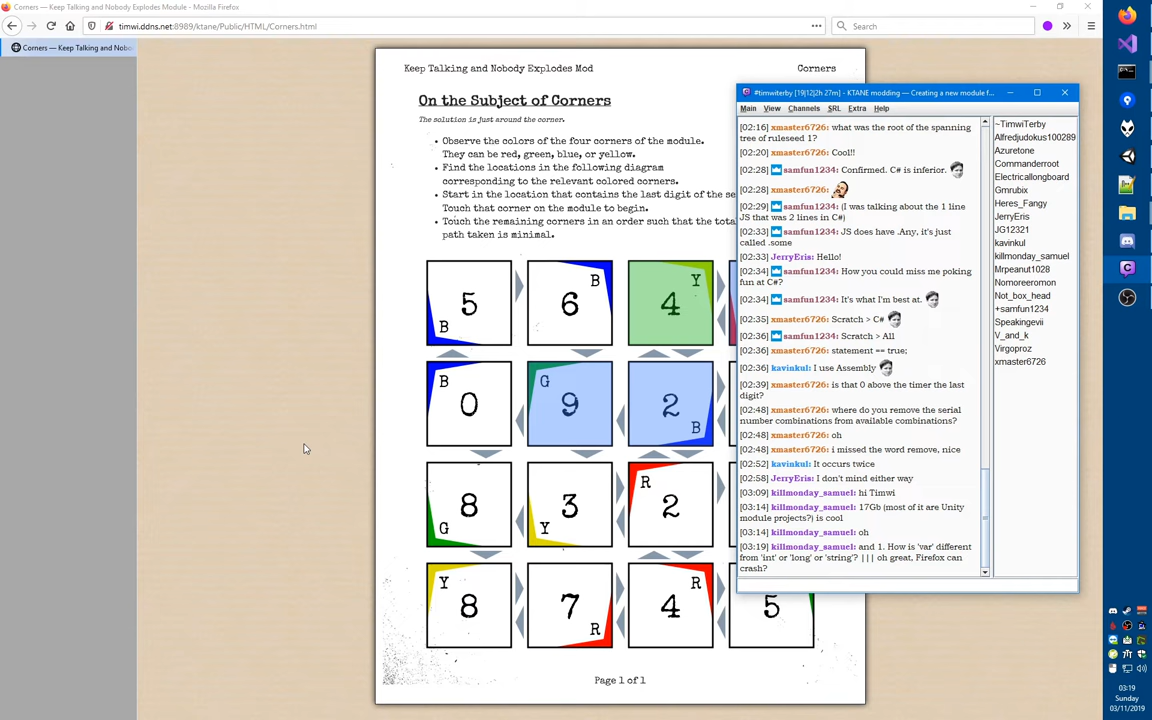 Corners — Keep Talking and Nobody Explodes Module - Mozilla Firefox
timwi.ddns.net:8989/ktane/Public/HTML/Corners.html
Search
Corners — Keep Talking and Nob
Keep Talking and Nobody Explodes Mod
Corners
On the Subject of Corners
The solution is just around the corner.
Observe the colors of the four corners of the module.
They can be red, green, blue, or yellow.
Find the locations in the following diagram
corresponding to the relevant colored corners.
Start in the location that contains the last digit of the se
Touch that corner on the module to begin.
Touch the remaining corners in an order such that the total
path taken is minimal.
5 B
6 B
4 Y
B 0
G 9
2 B
8 G
3 Y
R 2
Y 8
7 R
4 R
5
Page 1 of 1
#timwiterby [19|12|2h 27m] - KTANE modding — Creating a new module f...
Main View Channels SRL Extra Help
[02:16] xmaster6726: what was the root of the spanning
tree of ruleseed 1?
[02:20] xmaster6726: Cool!!
[02:28] samfun1234: Confirmed. C# is inferior.
[02:28] xmaster6726:
[02:29] samfun1234: (I was talking about the 1 line
JS that was 2 lines in C#)
[02:33] samfun1234: JS does have .Any, it's just
called .some
[02:33] JerryEris: Hello!
[02:34] samfun1234: How you could miss me poking
fun at C#?
[02:34] samfun1234: It's what I'm best at.
[02:35] xmaster6726: Scratch > C#
[02:36] samfun1234: Scratch > All
[02:36] xmaster6726: statement == true;
[02:36] kavinkul: I use Assembly
[02:39] xmaster6726: is that 0 above the timer the last
digit?
[02:48] xmaster6726: where do you remove the serial
number combinations from available combinations?
[02:48] xmaster6726: oh
[02:48] xmaster6726: i missed the word remove, nice
[02:52] kavinkul: It occurs twice
[02:58] JerryEris: I don't mind either way
[03:09] killmonday_samuel: hi Timwi
[03:14] killmonday_samuel: 17Gb (most of it are Unity
module projects?) is cool
[03:14] killmonday_samuel: oh
[03:19] killmonday_samuel: and 1. How is 'var' different
from 'int' or 'long' or 'string'? ||| oh great, Firefox can
crash?
~TimwiTerby
Alfredjudokus100289
Azuretone
Commanderroot
Electricallongboard
Gmrubix
Heres_Fangy
JerryEris
JG12321
kavinkul
killmonday_samuel
Mrpeanut1028
Nomoreeromon
Not_box_head
+samfun1234
Speakingevii
V_and_k
Virgoproz
xmaster6726
03:19
Sunday
03/11/2019